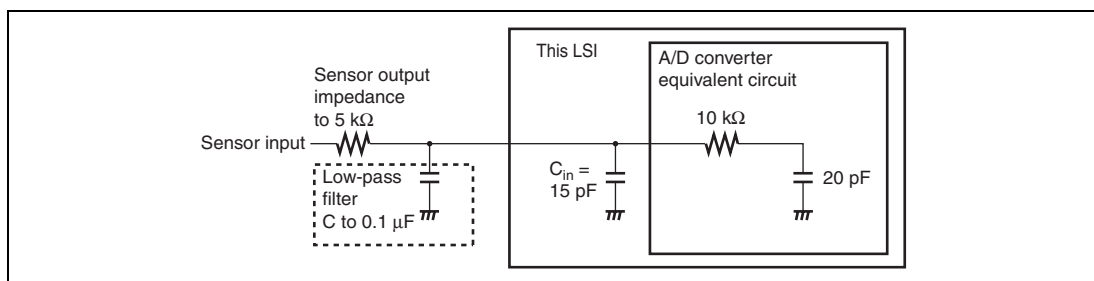 This LSI
A/D converter
equivalent circuit
Sensor output
impedance
to 5 kΩ
10 kΩ
Sensor input
Low-pass
filter
C to 0.1 μF
Cin =
15 pF
20 pF